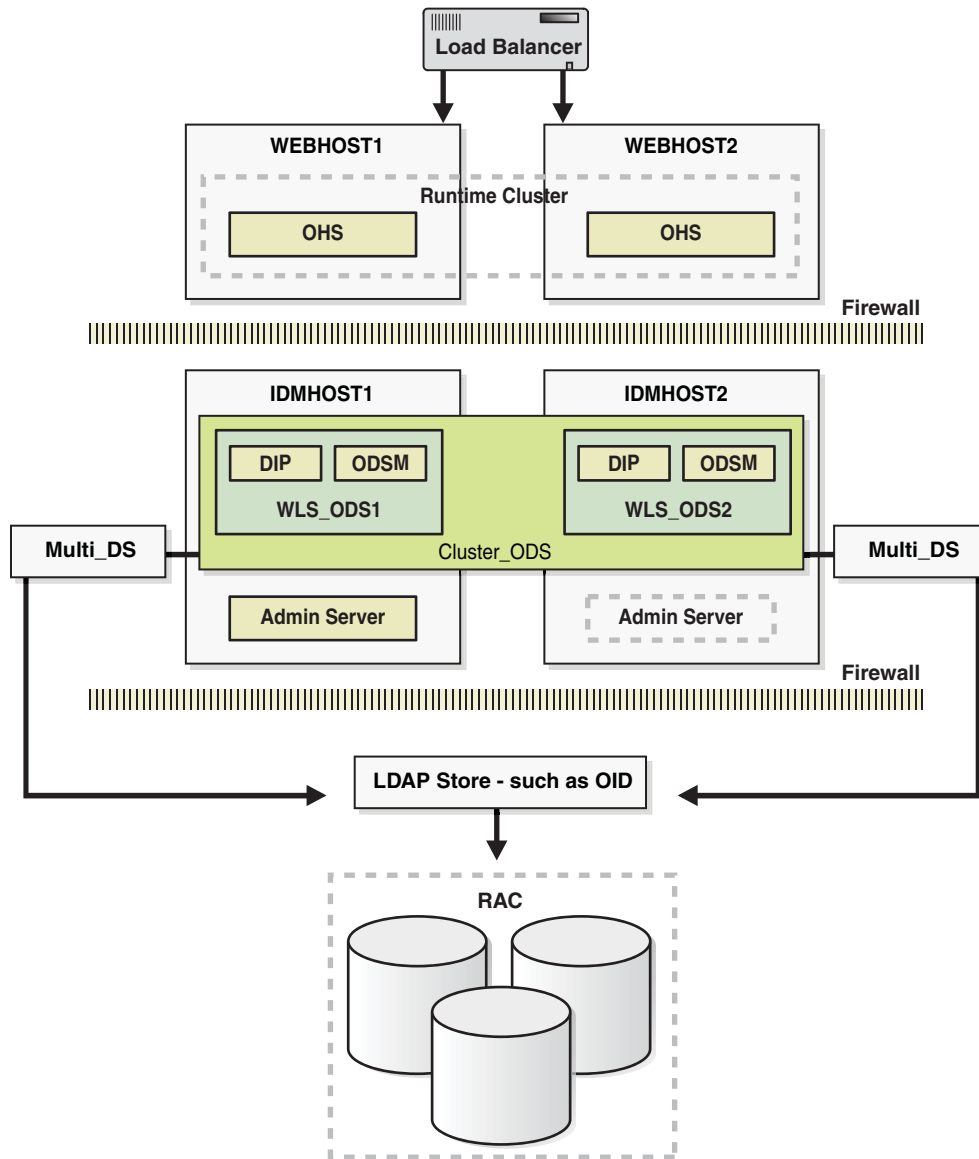 Load Balancer
WEBHOST1
WEBHOST2
Runtime Cluster
OHS
OHS
Firewall
IDMHOST1
IDMHOST2
DIP
ODSM
DIP
ODSM
WLS_ODS1
WLS_ODS2
Multi_DS
Cluster_ODS
Multi_DS
Admin Server
Admin Server
Firewall
LDAP Store - such as OID
RAC